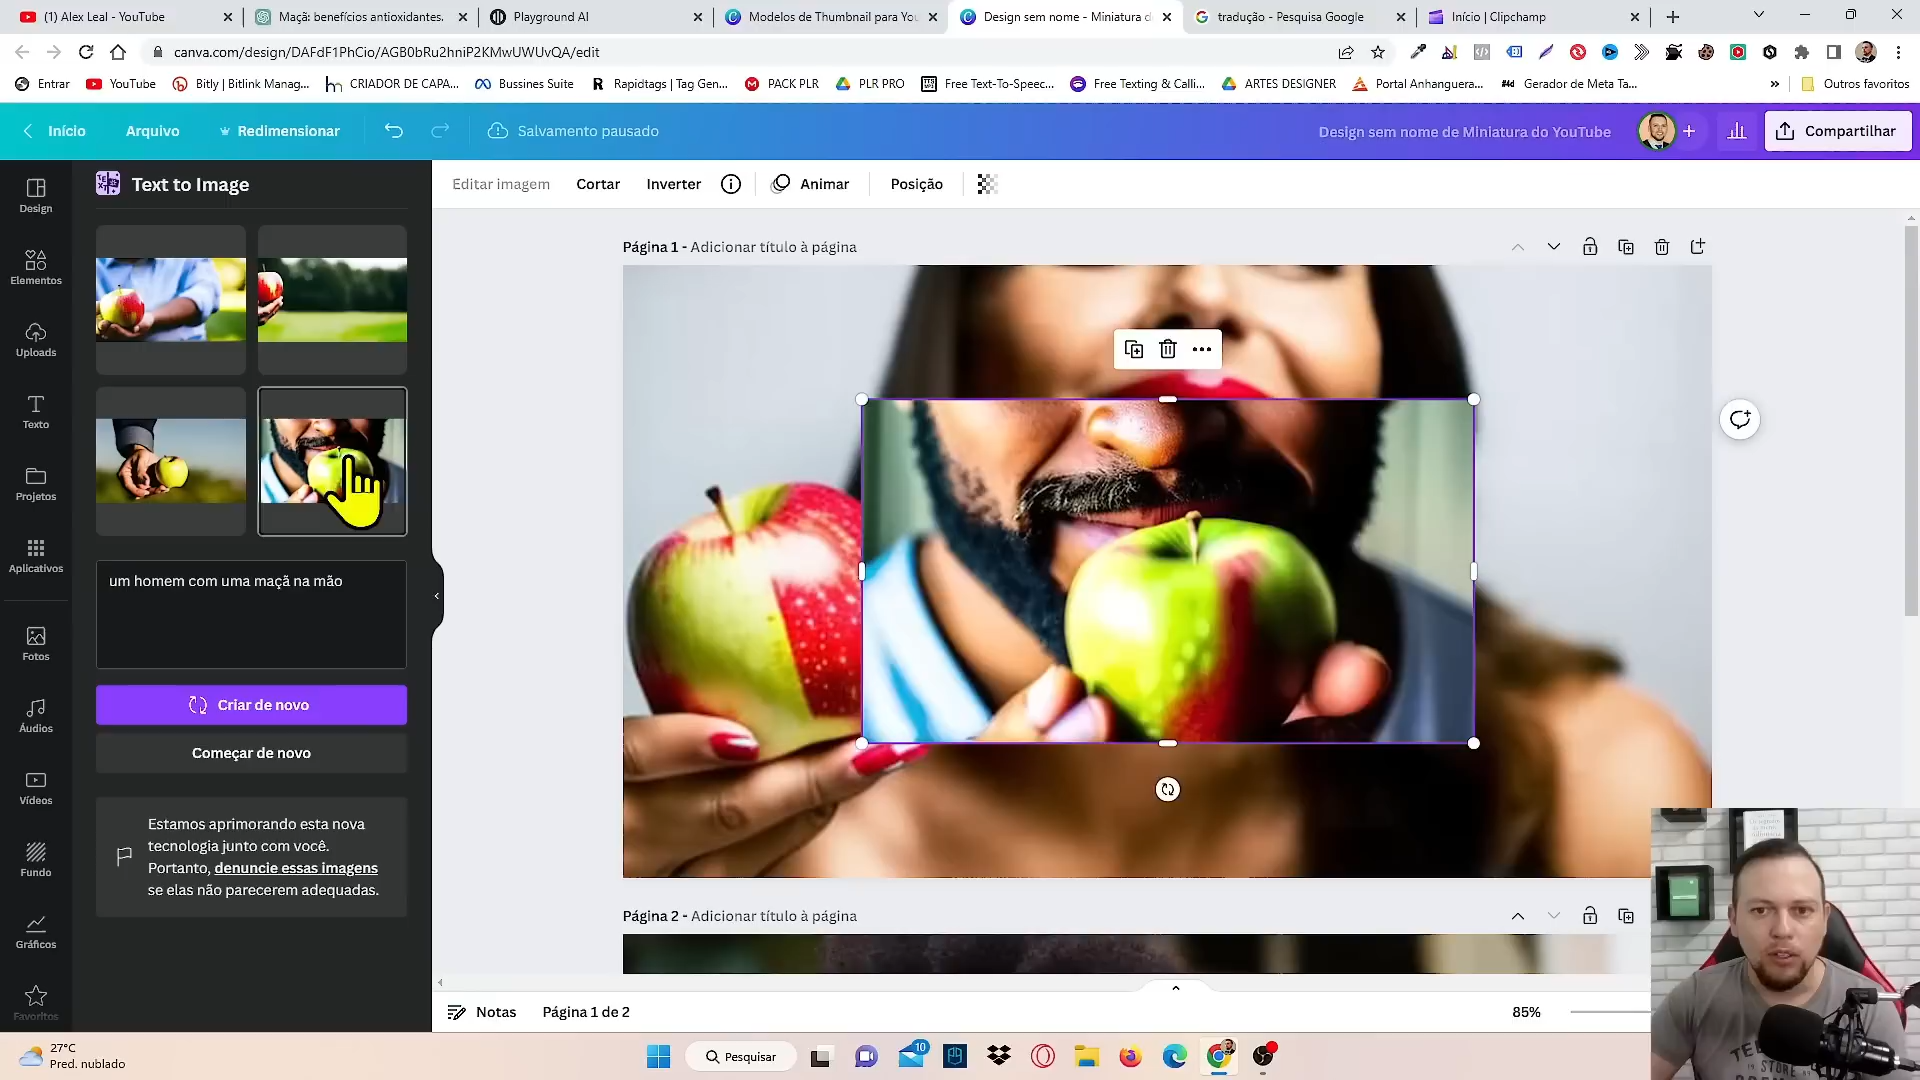 (1) Alex Leal - YouTube
Maçã: benefícios antioxidantes.
Playground AI
Modelos de Thumbnail para You
Design sem nome - Miniatura d
tradução - Pesquisa Google
Início | Clipchamp
canva.com/design/DAFdF1PhCio/AGB0bRu2hniP2KMwUWUvQA/edit
Entrar
YouTube
Bitly | Bitlink Manag...
CRIADOR DE CAPA...
Bussines Suite
Rapidtags | Tag Gen...
PACK PLR
PLR PRO
Free Text-To-Speec...
Free Texting & Calli...
ARTES DESIGNER
Portal Anhanguera...
Gerador de Meta Ta...
Outros favoritos
Início
Arquivo
Redimensionar
Salvamento pausado
Design sem nome de Miniatura do YouTube
Compartilhar
Design
Elementos
Uploads
Texto
Projetos
Aplicativos
Fotos
Áudios
Vídeos
Fundo
Gráficos
Favoritos
Text to Image
um homem com uma maçã na mão
Criar de novo
Começar de novo
Estamos aprimorando esta nova
tecnologia junto com você.
Portanto, denuncie essas imagens
se elas não parecerem adequadas.
Editar imagem
Cortar
Inverter
Animar
Posição
Página 1 - Adicionar título à página
Página 2 - Adicionar título à página
Notas
Página 1 de 2
85%
27°C
Pred. nublado
Pesquisar
10